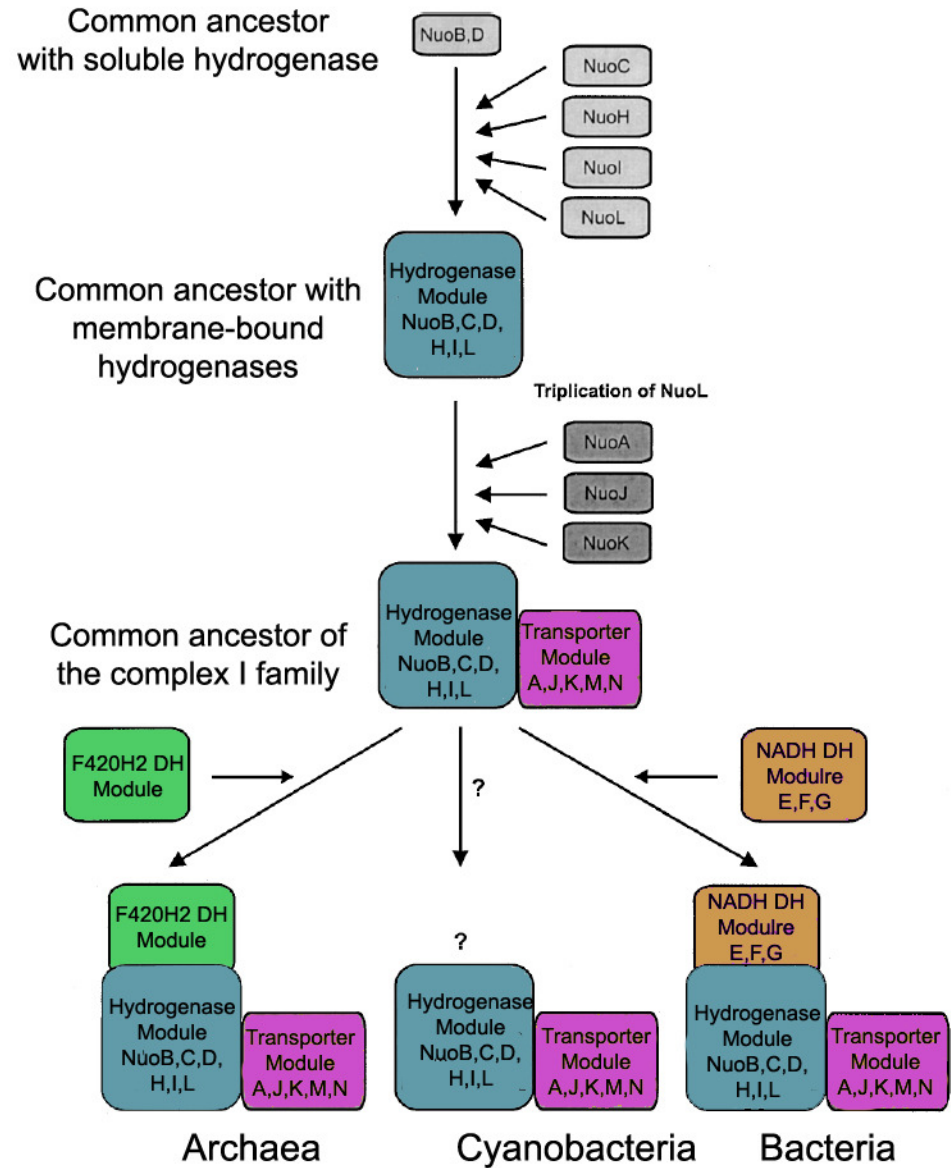 Common ancestor
with soluble hydrogenase
NuoB,D
NuoC
NuoH
NuoI
NuoL
Common ancestor with
membrane-bound
hydrogenases
Hydrogenase
Module
NuoB,C,D,
H,I,L
Triplication of NuoL
NuoA
NuoJ
NuoK
Common ancestor of
the complex I family
Hydrogenase
Module
NuoB,C,D,
H,I,L
Transporter
Module
A,J,K,M,N
F420H2 DH
Module
?
NADH DH
Modulre
E,F,G
F420H2 DH
Module
Hydrogenase
Module
NuoB,C,D,
H,I,L
Transporter
Module
A,J,K,M,N
?
Hydrogenase
Module
NuoB,C,D,
H,I,L
Transporter
Module
A,J,K,M,N
NADH DH
Modulre
E,F,G
Hydrogenase
Module
NuoB,C,D,
H,I,L
Transporter
Module
A,J,K,M,N
Archaea
Cyanobacteria
Bacteria